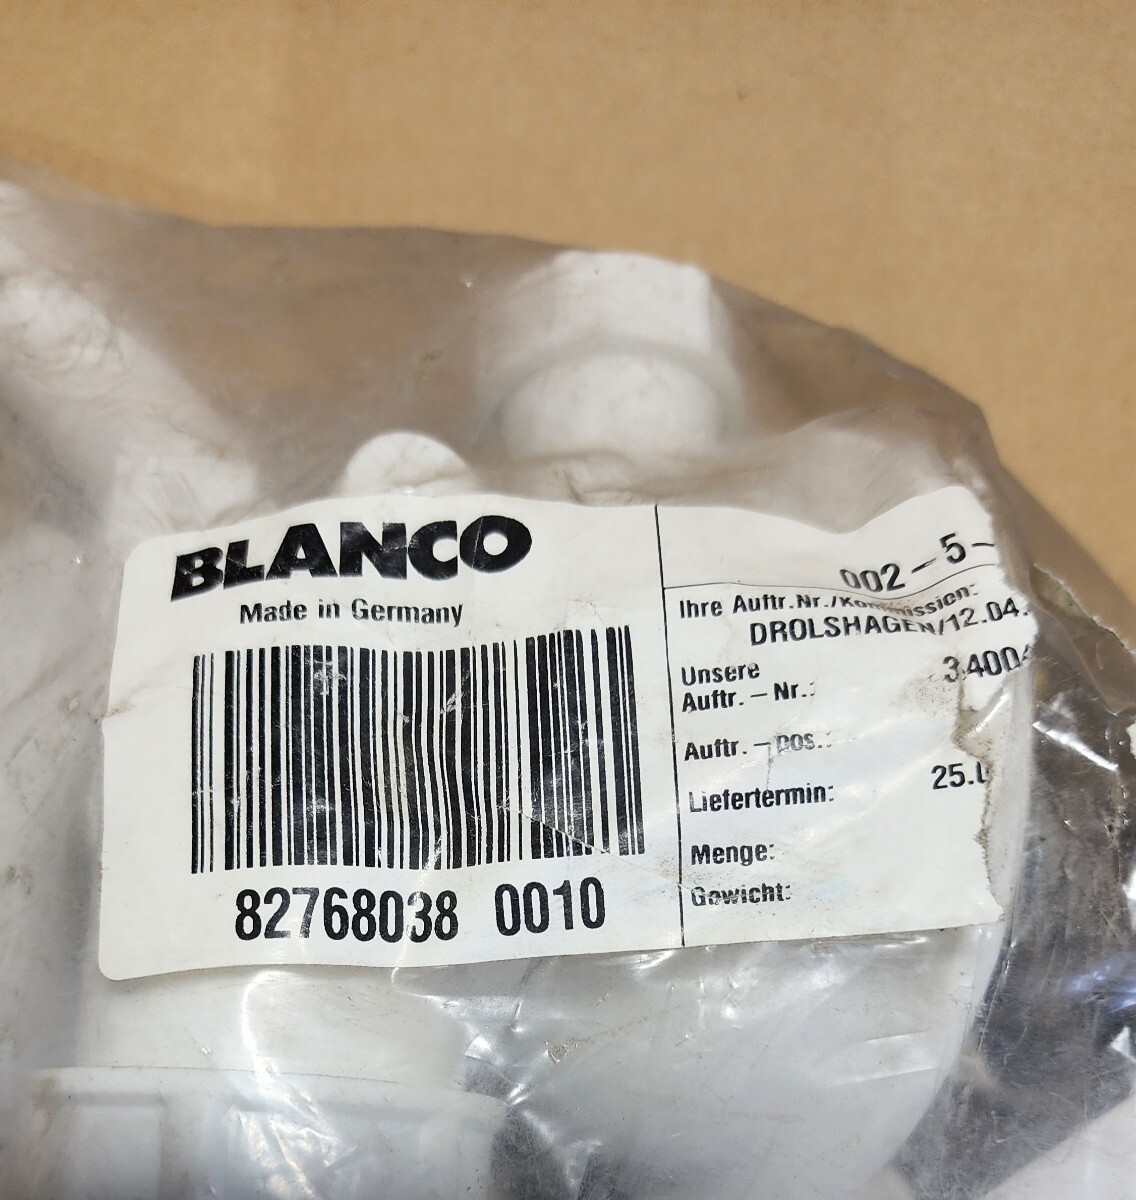 BLANCO
Made in Germany
82768038 0010
002-5-
Ihre Auftr.Nr./Kommission:
DROLSHAGEN/12.04.
Unsere
Auftr.-Nr.: 3400
Auftr.-pos.:
Liefertermin: 25.
Menge:
Gewicht: